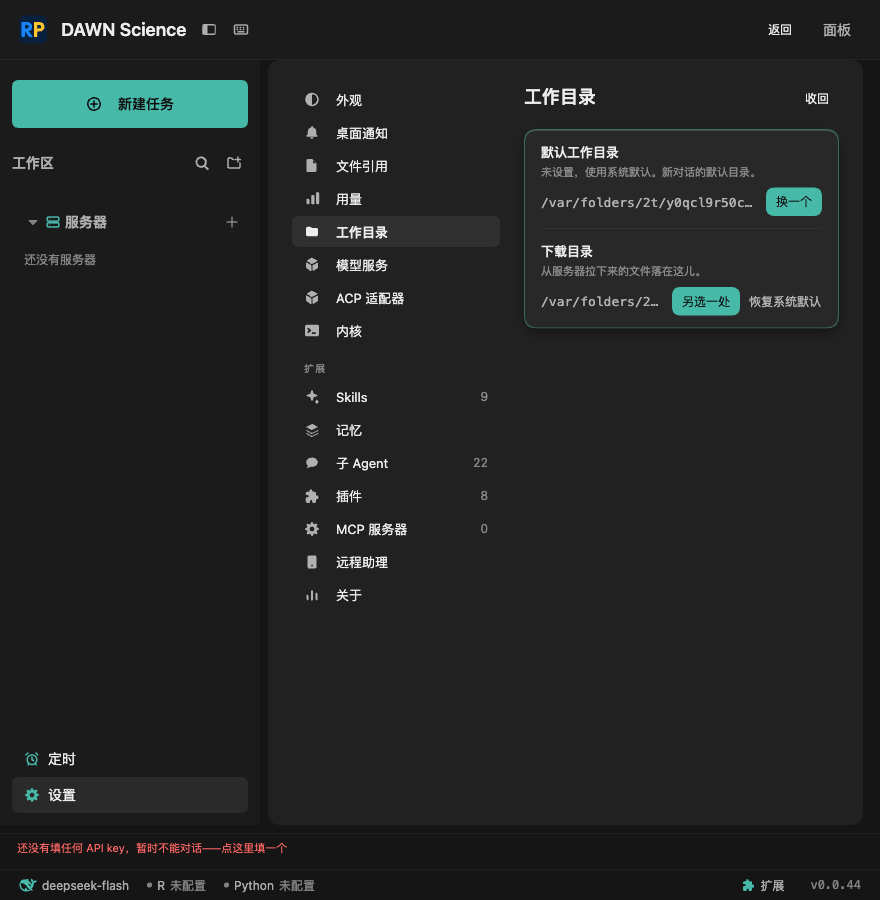 RP DAWN Science 返回 面板
新建任务
工作区
服务器
还没有服务器
定时
设置
外观
桌面通知
文件引用
用量
工作目录
模型服务
ACP 适配器
内核
扩展
Skills 9
记忆
子 Agent 22
插件 8
MCP 服务器 0
远程助理
关于
工作目录 收回
默认工作目录
未设置，使用系统默认。新对话的默认目录。
/var/folders/2t/y0qcl9r50c… 换一个
下载目录
从服务器拉下来的文件落在这儿。
/var/folders/2… 另选一处 恢复系统默认
还没有填任何 API key，暂时不能对话——点这里填一个
deepseek-flash R 未配置 Python 未配置 扩展 v0.0.44